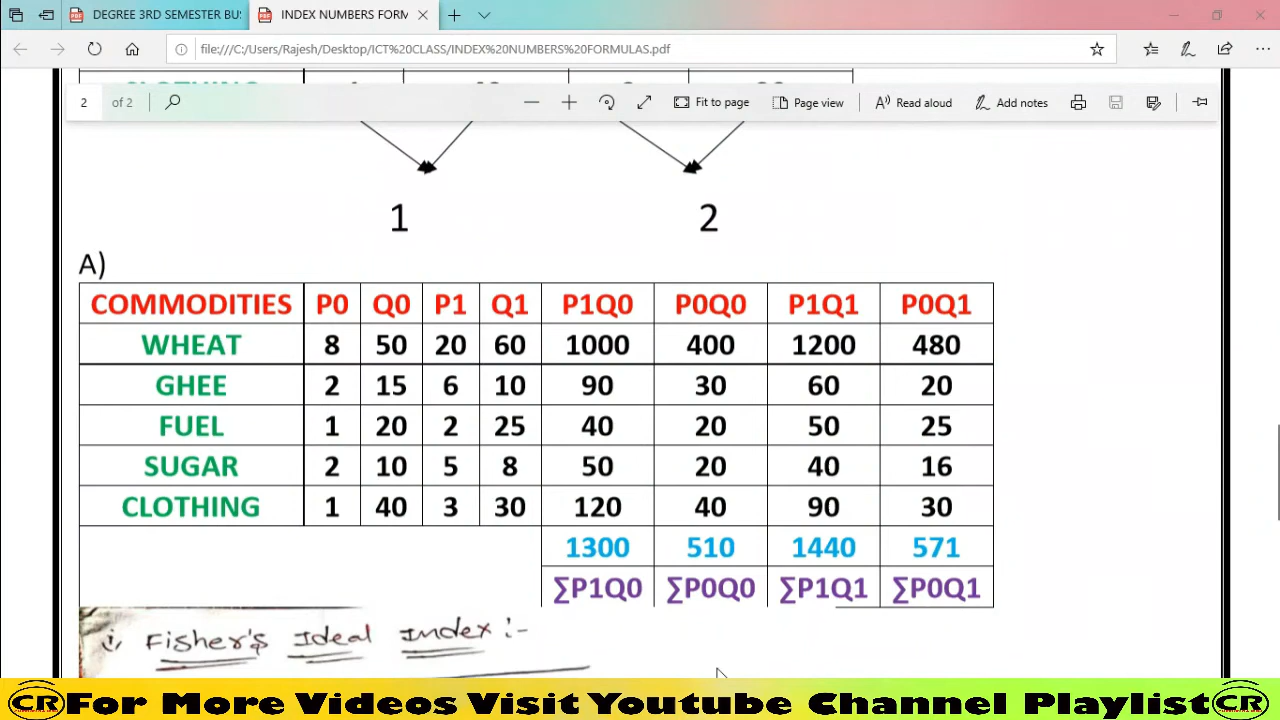 DEGREE 3RD SEMESTER BU:
INDEX NUMBERS FORM
file:///C:/Users/Rajesh/Desktop/ICT%20CLASS/INDEX%20NUMBERS%20FORMULAS.pdf
2 of 2 Fit to page Page view Read aloud Add notes
1 2
A)
COMMODITIES P0 Q0 P1 Q1 P1Q0 P0Q0 P1Q1 P0Q1
WHEAT 8 50 20 60 1000 400 1200 480
GHEE 2 15 6 10 90 30 60 20
FUEL 1 20 2 25 40 20 50 25
SUGAR 2 10 5 8 50 20 40 16
CLOTHING 1 40 3 30 120 40 90 30
1300 510 1440 571
∑P1Q0 ∑P0Q0 ∑P1Q1 ∑P0Q1
i, Fisher's Ideal Index :-
CR For More Videos Visit Youtube Channel Playlist CR